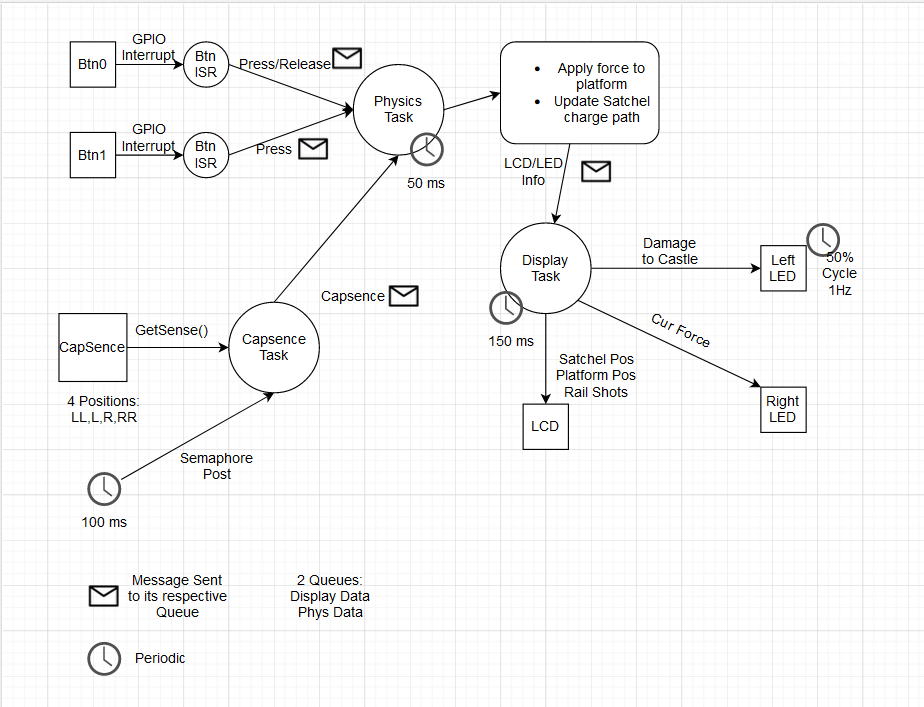 GPIO
Interrupt
Btn0
Btn
ISR
Press/Release
Physics
Task
50 ms
Apply force to
platform
Update Satchel
charge path
GPIO
Interrupt
Btn1
Btn
ISR
Press
LCD/LED
Info
Display
Task
150 ms
Damage
to Castle
Left
LED
50%
Cycle
1Hz
Cur Force
Right
LED
Satchel Pos
Platform Pos
Rail Shots
LCD
Capsence
CapSence
GetSense()
Capsence
Task
4 Positions:
LL,L,R,RR
Semaphore
Post
100 ms
Message Sent
to its respective
Queue
2 Queues:
Display Data
Phys Data
Periodic